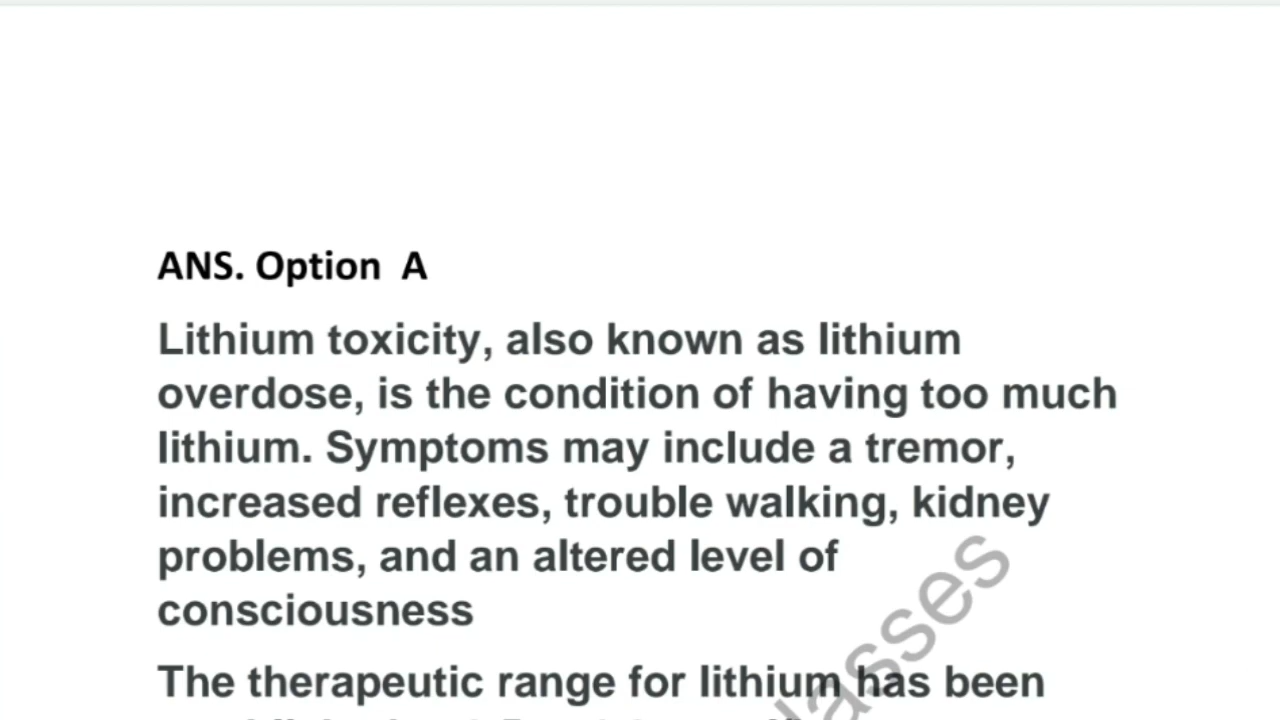 ANS. Option A
Lithium toxicity, also known as lithium
overdose, is the condition of having too much
lithium. Symptoms may include a tremor,
increased reflexes, trouble walking, kidney
problems, and an altered level of
consciousness
The therapeutic range for lithium has been